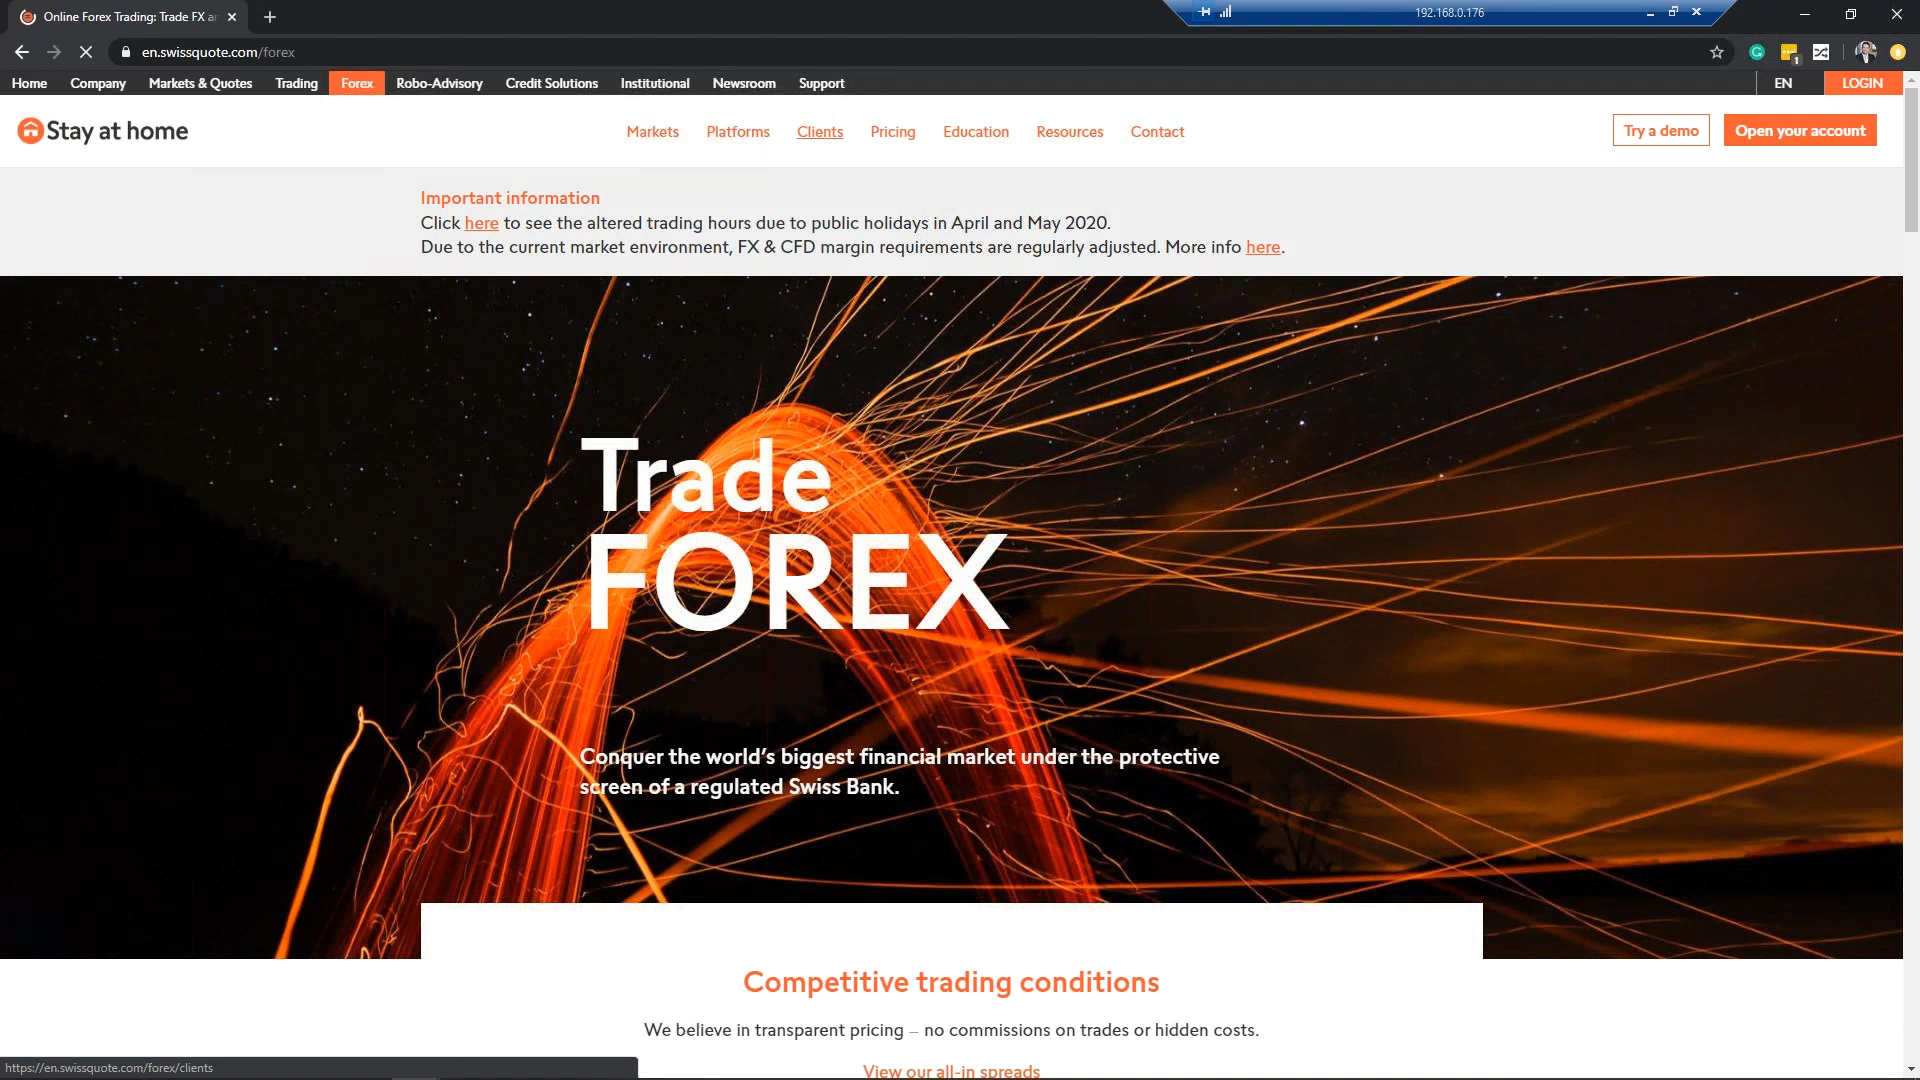 Online Forex Trading: Trade FX ar
192.168.0.176
en.swissquote.com/forex
1
Home Company Markets & Quotes Trading Forex Robo-Advisory Credit Solutions Institutional Newsroom Support EN LOGIN
Stay at home
Markets Platforms Clients Pricing Education Resources Contact
Try a demo Open your account
Important information
Click here to see the altered trading hours due to public holidays in April and May 2020.
Due to the current market environment, FX & CFD margin requirements are regularly adjusted. More info here.
Trade
FOREX
Conquer the world's biggest financial market under the protective
screen of a regulated Swiss Bank.
Competitive trading conditions
We believe in transparent pricing – no commissions on trades or hidden costs.
View our all-in spreads
https://en.swissquote.com/forex/clients